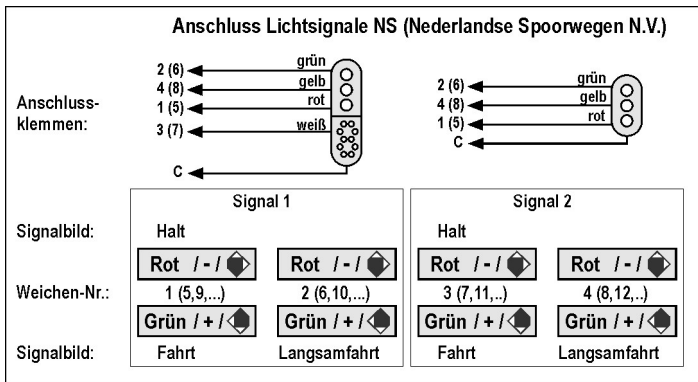 Anschluss Lichtsignale NS (Nederlandse Spoorwegen N.V.)
Anschluss-
klemmen:
2 (6) grün
4 (8) gelb
1 (5) rot
3 (7) weiß
C
2 (6) grün
4 (8) gelb
1 (5) rot
C
Signal 1 Signal 2
Signalbild: Halt Halt
Rot / - / Rot / - / Rot / - / Rot / - /
Weichen-Nr.: 1 (5,9,...) 2 (6,10,...) 3 (7,11,..) 4 (8,12,..)
Grün / + / Grün / + / Grün / + / Grün / + /
Signalbild: Fahrt Langsamfahrt Fahrt Langsamfahrt